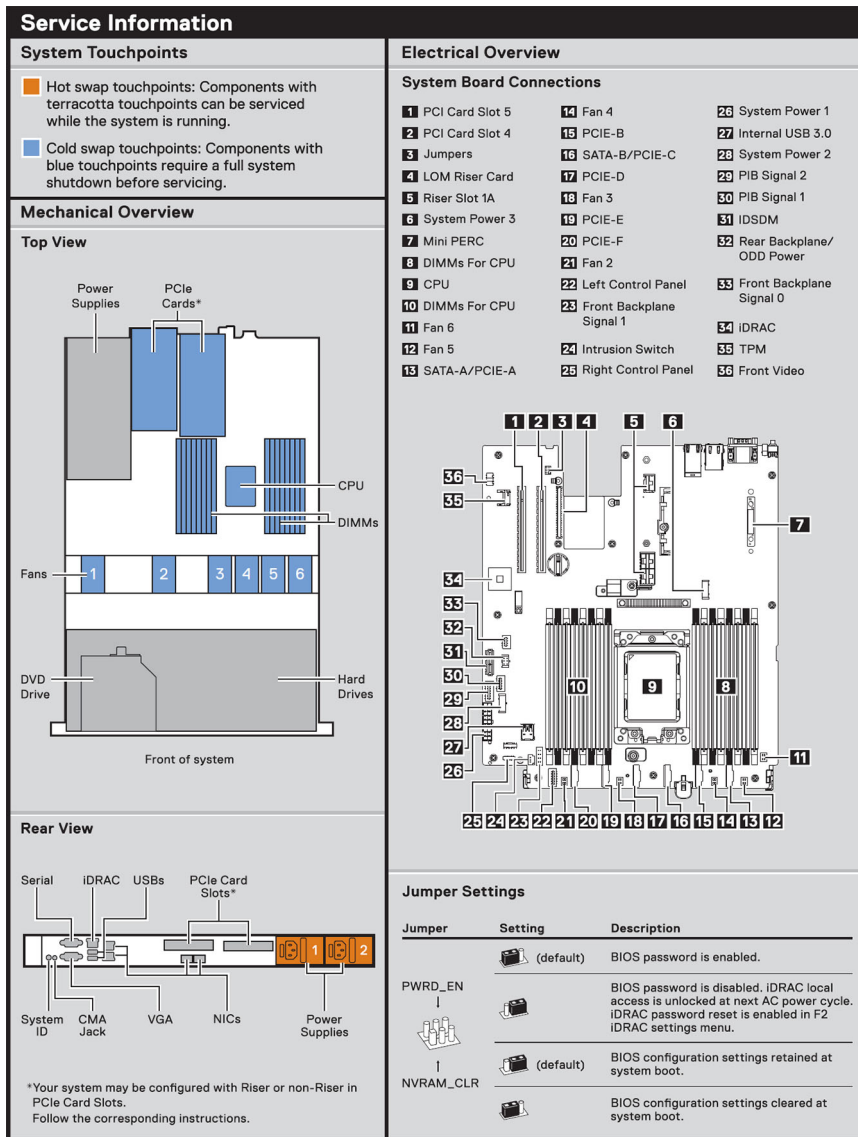 Service Information
System Touchpoints
Hot swap touchpoints: Components with
terracotta touchpoints can be serviced
while the system is running.
Cold swap touchpoints: Components with
blue touchpoints require a full system
shutdown before servicing.
Mechanical Overview
Top View
Power
Supplies
PCIe
Cards*
CPU
DIMMs
Fans
1
2
3
4
5
6
DVD
Drive
Hard
Drives
Front of system
Rear View
Serial
iDRAC
USBs
PCIe Card
Slots*
1
2
System
ID
CMA
Jack
VGA
NICs
Power
Supplies
*Your system may be configured with Riser or non-Riser in
PCIe Card Slots.
Follow the corresponding instructions.
Electrical Overview
System Board Connections
1 PCI Card Slot 5
2 PCI Card Slot 4
3 Jumpers
4 LOM Riser Card
5 Riser Slot 1A
6 System Power 3
7 Mini PERC
8 DIMMs For CPU
9 CPU
10 DIMMs For CPU
11 Fan 6
12 Fan 5
13 SATA-A/PCIE-A
14 Fan 4
15 PCIE-B
16 SATA-B/PCIE-C
17 PCIE-D
18 Fan 3
19 PCIE-E
20 PCIE-F
21 Fan 2
22 Left Control Panel
23 Front Backplane
Signal 1
24 Intrusion Switch
25 Right Control Panel
26 System Power 1
27 Internal USB 3.0
28 System Power 2
29 PIB Signal 2
30 PIB Signal 1
31 IDSDM
32 Rear Backplane/
ODD Power
33 Front Backplane
Signal 0
34 iDRAC
35 TPM
36 Front Video
1 2 3 4 5 6
36
35
7
34
33
32
31
30
29
28
27
26
10
9
8
11
25 24 23 22 21 20 19 18 17 16 15 14 13 12
Jumper Settings
Jumper Setting Description
(default) BIOS password is enabled.
PWRD_EN
BIOS password is disabled. iDRAC local
access is unlocked at next AC power cycle.
iDRAC password reset is enabled in F2
iDRAC settings menu.
(default) BIOS configuration settings retained at
system boot.
NVRAM_CLR
BIOS configuration settings cleared at
system boot.